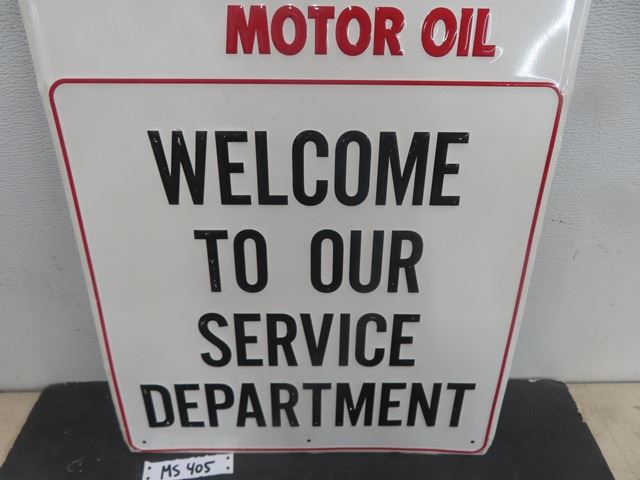 MOTOR OIL
WELCOME
TO OUR
SERVICE
DEPARTMENT
MS 405